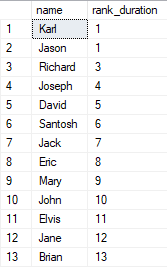 name rank_duration
1 Karl 1
2 Jason 1
3 Richard 3
4 Joseph 4
5 David 5
6 Santosh 6
7 Jack 7
8 Eric 8
9 Mary 9
10 John 10
11 Elvis 11
12 Jane 12
13 Brian 13